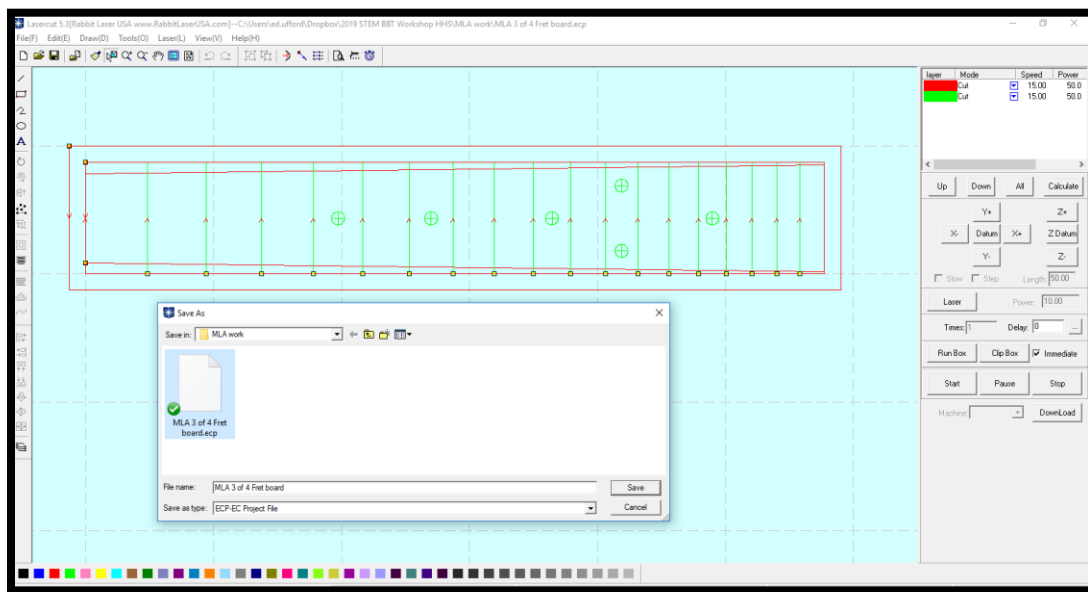 Lasercut 5.3[Rabbit Laser USA www.RabbitLaserUSA.com]--C:\Users\ed.ufford\Dropbox\2019 STEM BBT Workshop HHS\MLA work\MLA 3 of 4 Fret board.ecp
File(F) Edit(E) Draw(D) Tools(O) Laser(L) View(V) Help(H)
layer Mode Speed Power
Cut 15.00 50.0
Cut 15.00 50.0
Up Down All Calculate
Y+ Z+
X- Datum X+ Z Datum
Y- Z-
Slow Step Length: 50.00
Laser Power: 10.00
Times: 1 Delay: 0 ...
Run Box Clip Box Immediate
Start Pause Stop
Machine: DownLoad
Save As
Save in: MLA work
MLA 3 of 4 Fret
board.ecp
File name: MLA 3 of 4 Fret board Save
Save as type: ECP-EC Project File Cancel